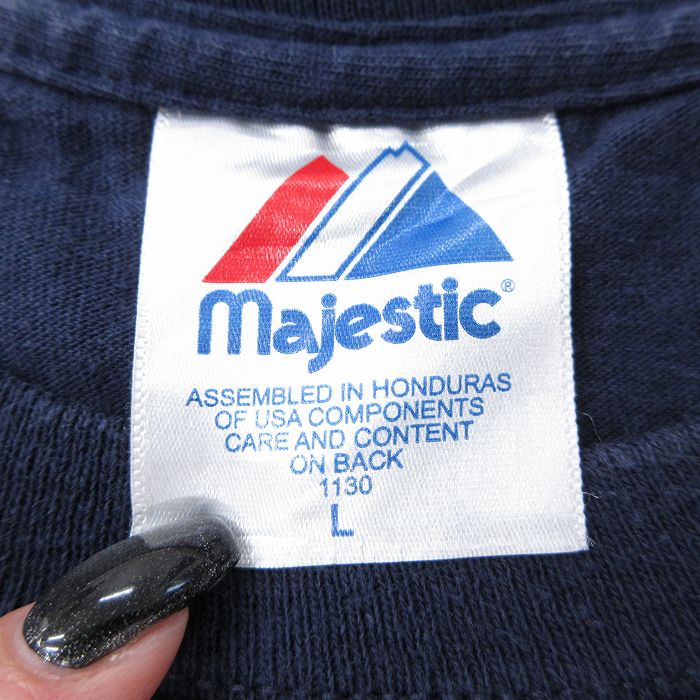 majestic®
ASSEMBLED IN HONDURAS
OF USA COMPONENTS
CARE AND CONTENT
ON BACK
1130
L